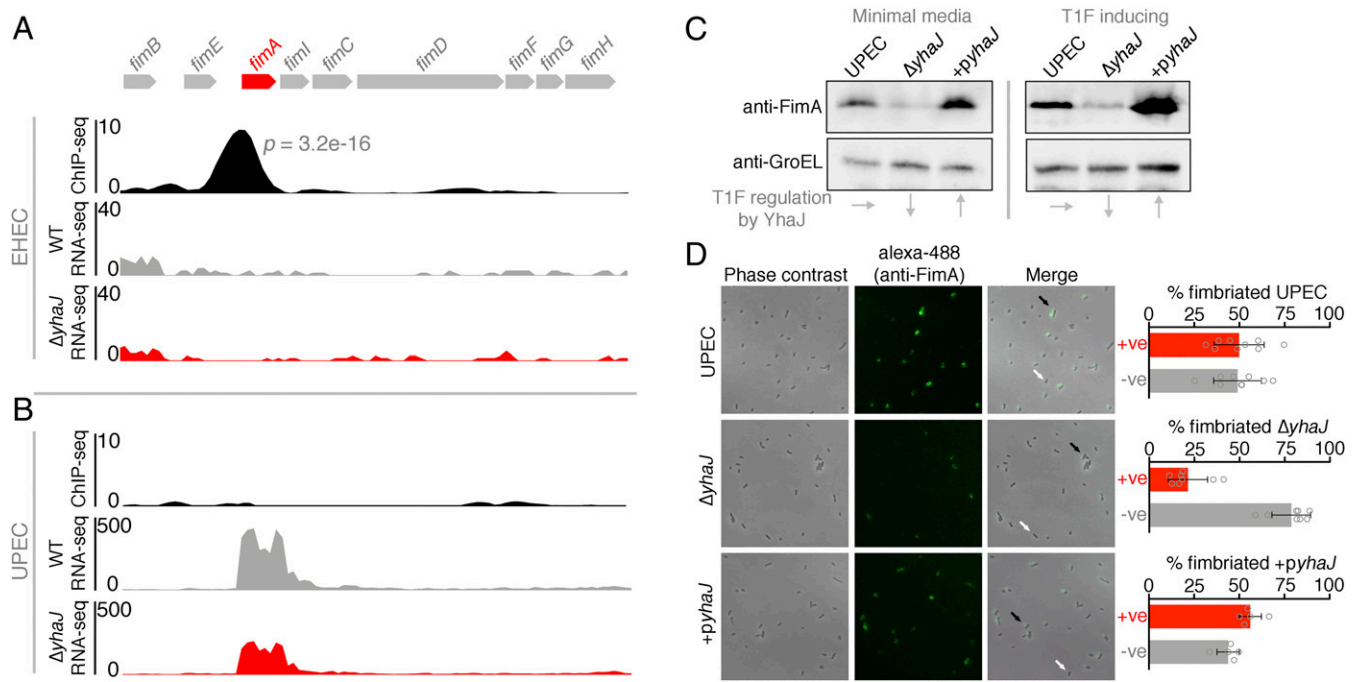 A
fimB fimE fimA fimI fimC fimD fimF fimG fimH
EHEC
ChIP-seq
10
0
p = 3.2e-16
WT
RNA-seq
40
0
ΔyhaJ
RNA-seq
40
0
B
UPEC
ChIP-seq
10
0
WT
RNA-seq
500
0
ΔyhaJ
RNA-seq
500
0
C
Minimal media
T1F inducing
UPEC ΔyhaJ +pyhaJ
UPEC ΔyhaJ +pyhaJ
anti-FimA
anti-GroEL
T1F regulation
by YhaJ
D
Phase contrast
alexa-488
(anti-FimA)
Merge
UPEC
% fimbriated UPEC
0 25 50 75 100
+ve
-ve
ΔyhaJ
% fimbriated ΔyhaJ
0 25 50 75 100
+ve
-ve
+pyhaJ
% fimbriated +pyhaJ
0 25 50 75 100
+ve
-ve